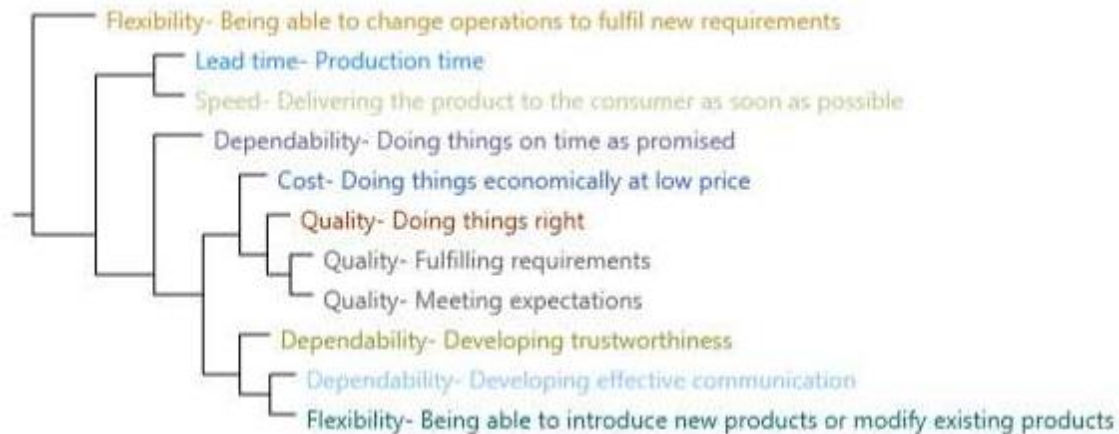 Flexibility- Being able to change operations to fulfil new requirements
Lead time- Production time
Speed- Delivering the product to the consumer as soon as possible
Dependability- Doing things on time as promised
Cost- Doing things economically at low price
Quality- Doing things right
Quality- Fulfilling requirements
Quality- Meeting expectations
Dependability- Developing trustworthiness
Dependability- Developing effective communication
Flexibility- Being able to introduce new products or modify existing products